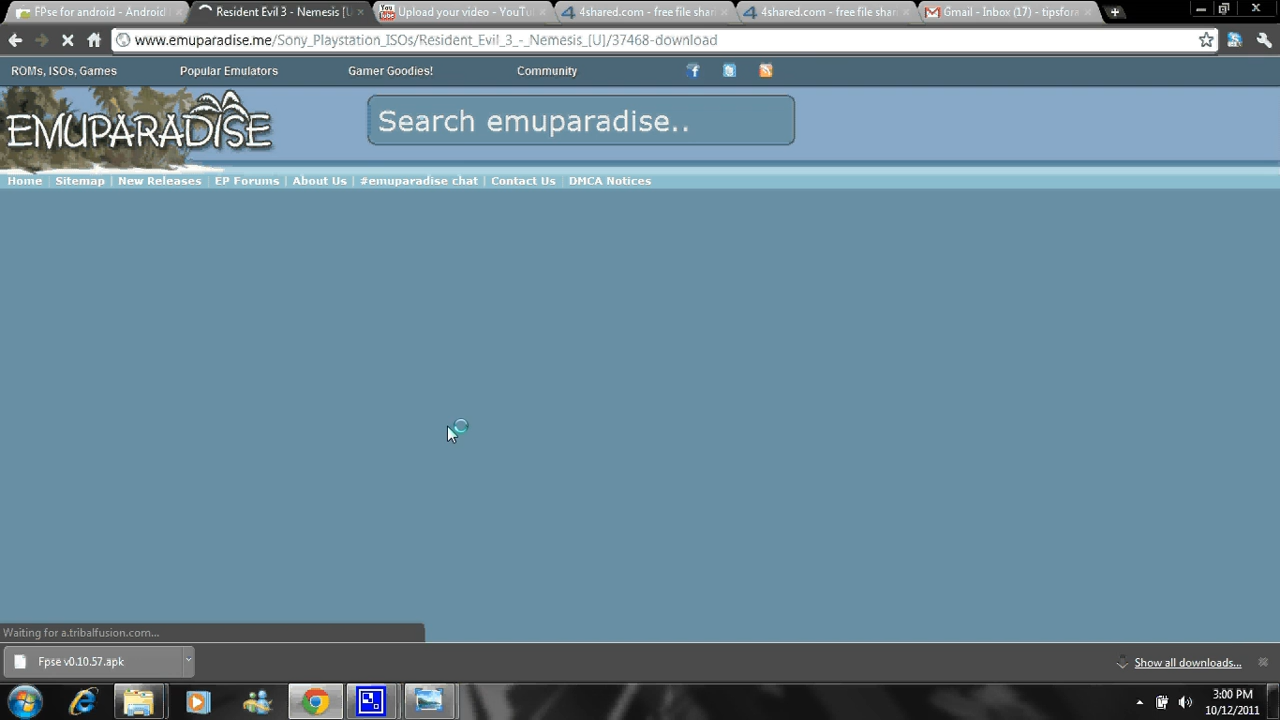 FPse for android - Android
Resident Evil 3 - Nemesis [U
Upload your video - YouTu
4shared.com - free file shar
4shared.com - free file shar
Gmail - Inbox (17) - tipsfor
www.emuparadise.me/Sony_Playstation_ISOs/Resident_Evil_3_-_Nemesis_[U]/37468-download
ROMs, ISOs, Games Popular Emulators Gamer Goodies! Community
EMUPARADISE
Search emuparadise..
Home | Sitemap | New Releases | EP Forums | About Us | #emuparadise chat | Contact Us | DMCA Notices
Waiting for a.tribalfusion.com...
Fpse v0.10.57.apk
Show all downloads...
3:00 PM
10/12/2011